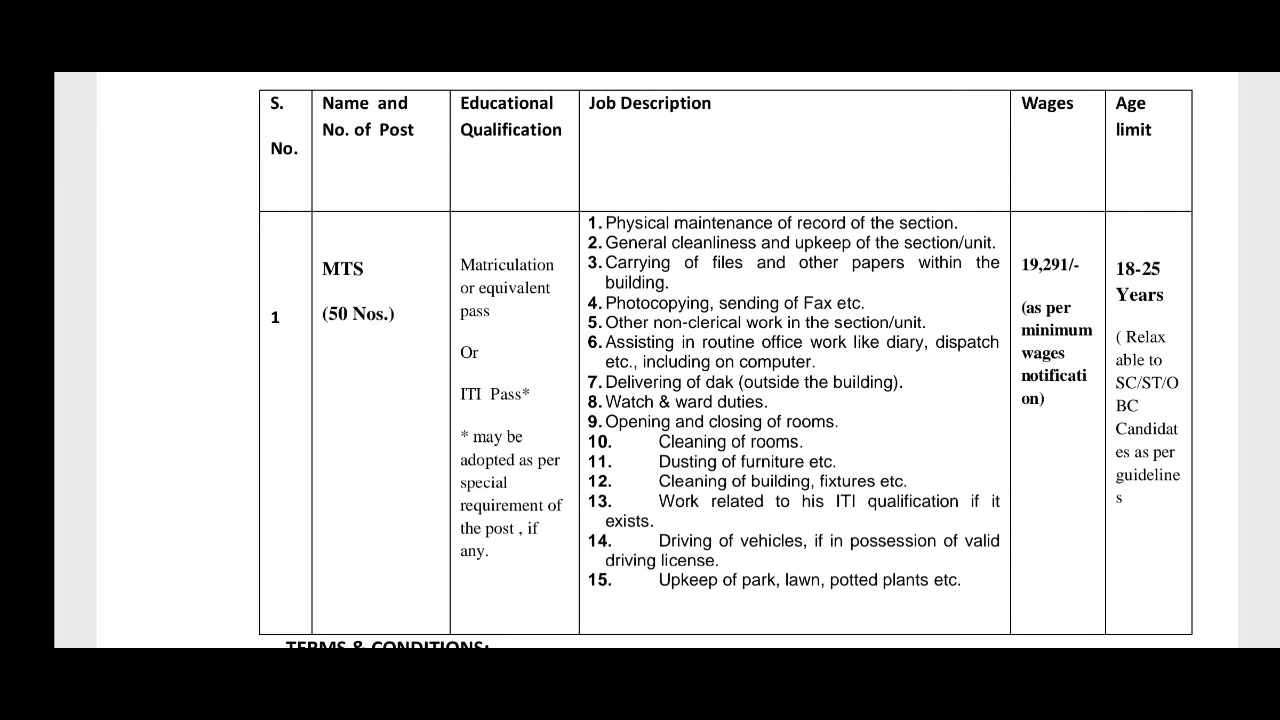 S.
No.
Name and
No. of Post
Educational
Qualification
Job Description
Wages
Age
limit
1
MTS
(50 Nos.)
Matriculation
or equivalent
pass
Or
ITI Pass*
* may be
adopted as per
special
requirement of
the post , if
any.
1. Physical maintenance of record of the section.
2. General cleanliness and upkeep of the section/unit.
3. Carrying of files and other papers within the
building.
4. Photocopying, sending of Fax etc.
5. Other non-clerical work in the section/unit.
6. Assisting in routine office work like diary, dispatch
etc., including on computer.
7. Delivering of dak (outside the building).
8. Watch & ward duties.
9. Opening and closing of rooms.
10. Cleaning of rooms.
11. Dusting of furniture etc.
12. Cleaning of building, fixtures etc.
13. Work related to his ITI qualification if it
exists.
14. Driving of vehicles, if in possession of valid
driving license.
15. Upkeep of park, lawn, potted plants etc.
19,291/-
(as per
minimum
wages
notificati
on)
18-25
Years
( Relax
able to
SC/ST/O
BC
Candidat
es as per
guideline
s
TERMS & CONDITIONS: